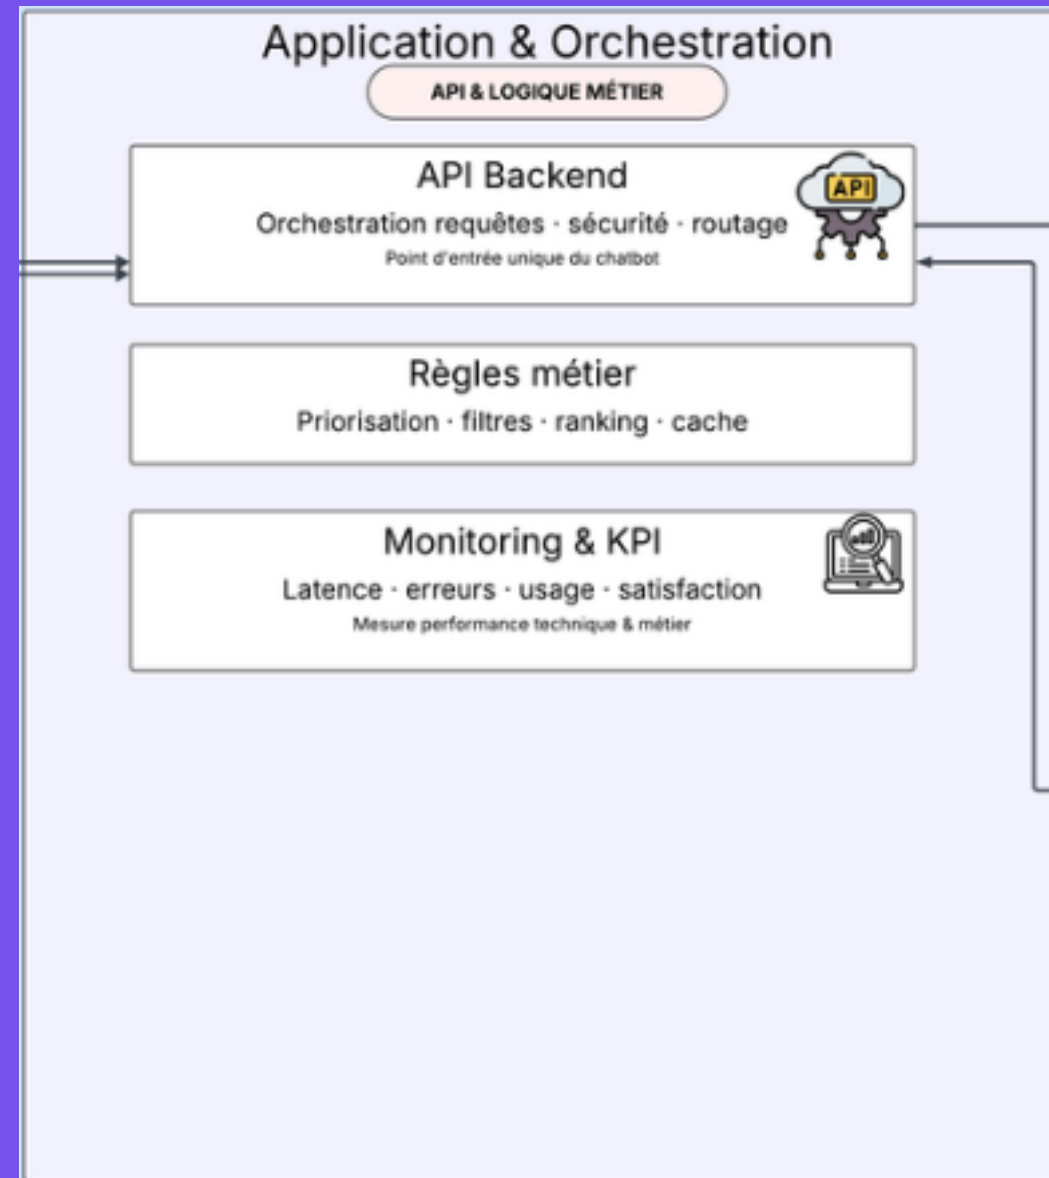 Application & Orchestration
API & LOGIQUE MÉTIER
API Backend
API
Orchestration requêtes · sécurité · routage
Point d'entrée unique du chatbot
Règles métier
Priorisation · filtres · ranking · cache
Monitoring & KPI
Latence · erreurs · usage · satisfaction
Mesure performance technique & métier